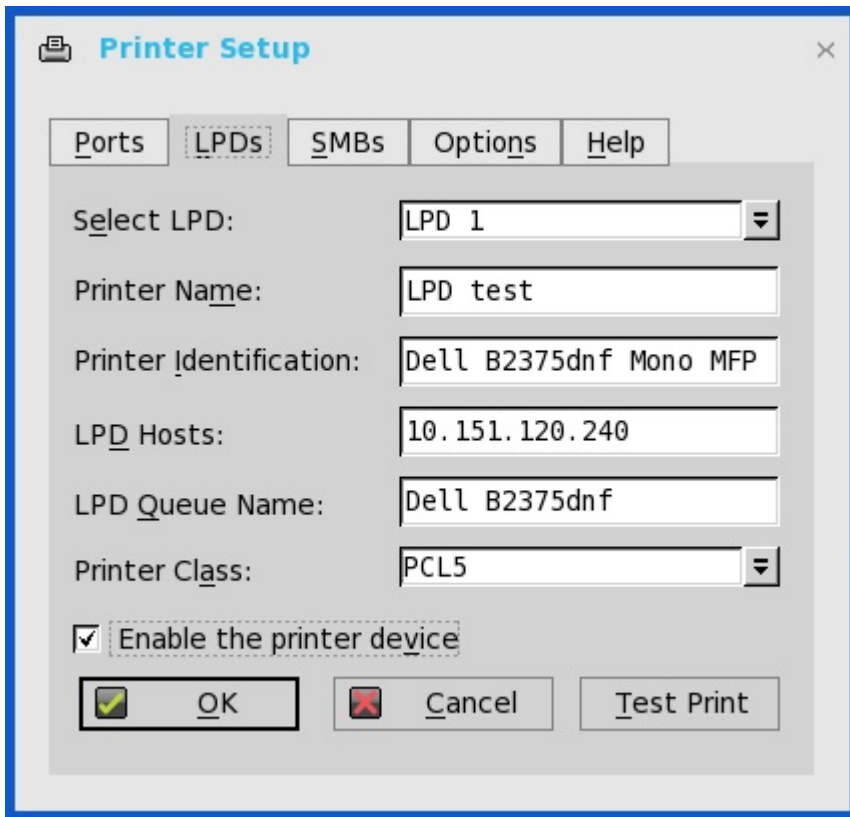 Printer Setup
Ports LPDs SMBs Options Help
Select LPD: LPD 1
Printer Name: LPD test
Printer Identification: Dell B2375dnf Mono MFP
LPD Hosts: 10.151.120.240
LPD Queue Name: Dell B2375dnf
Printer Class: PCL5
Enable the printer device
OK Cancel Test Print